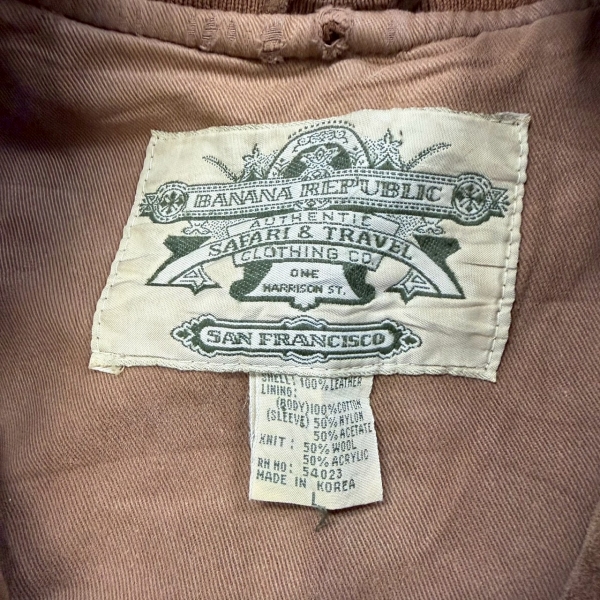 BANANA REPUBLIC
AUTHENTIC
SAFARI & TRAVEL
CLOTHING CO.
ONE
HARRISON ST.
SAN FRANCISCO
SHELL: 100% LEATHER
LINING:
(BODY) 100% COTTON
(SLEEVE) 50% NYLON
50% ACETATE
KNIT: 50% WOOL
50% ACRYLIC
RN NO: 54023
MADE IN KOREA
L